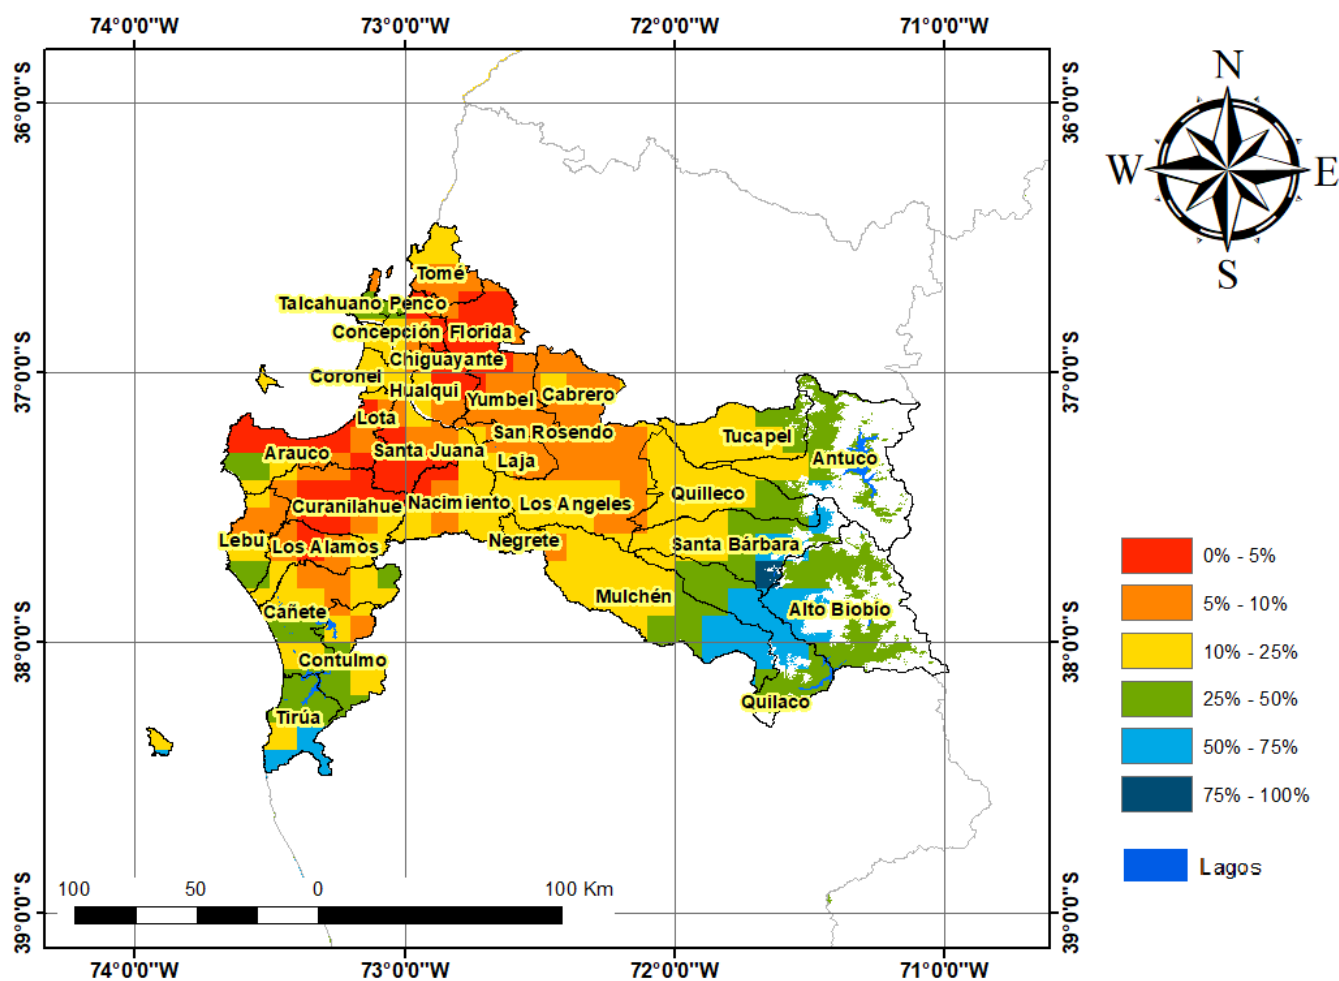 74°0'0"W 73°0'0"W 72°0'0"W 71°0'0"W
36°0'0"S 36°0'0"S
37°0'0"S 37°0'0"S
38°0'0"S 38°0'0"S
39°0'0"S 39°0'0"S
N
W E
S
Tomé
Talcahuano Penco
Concepción Florida
Chiguayante
Coronel
Hualqui
Yumbel
Cabrero
Lota
San Rosendo
Tucapel
Arauco
Santa Juana
Laja
Antuco
Quilleco
Curanilahue
Nacimiento
Los Angeles
Lebu
Los Alamos
Negrete
Santa Bárbara
Mulchén
Alto Biobio
Cañete
Contulmo
Quilaco
Tirúa
0% - 5%
5% - 10%
10% - 25%
25% - 50%
50% - 75%
75% - 100%
Lagos
100 50 0 100 Km
74°0'0"W 73°0'0"W 72°0'0"W 71°0'0"W